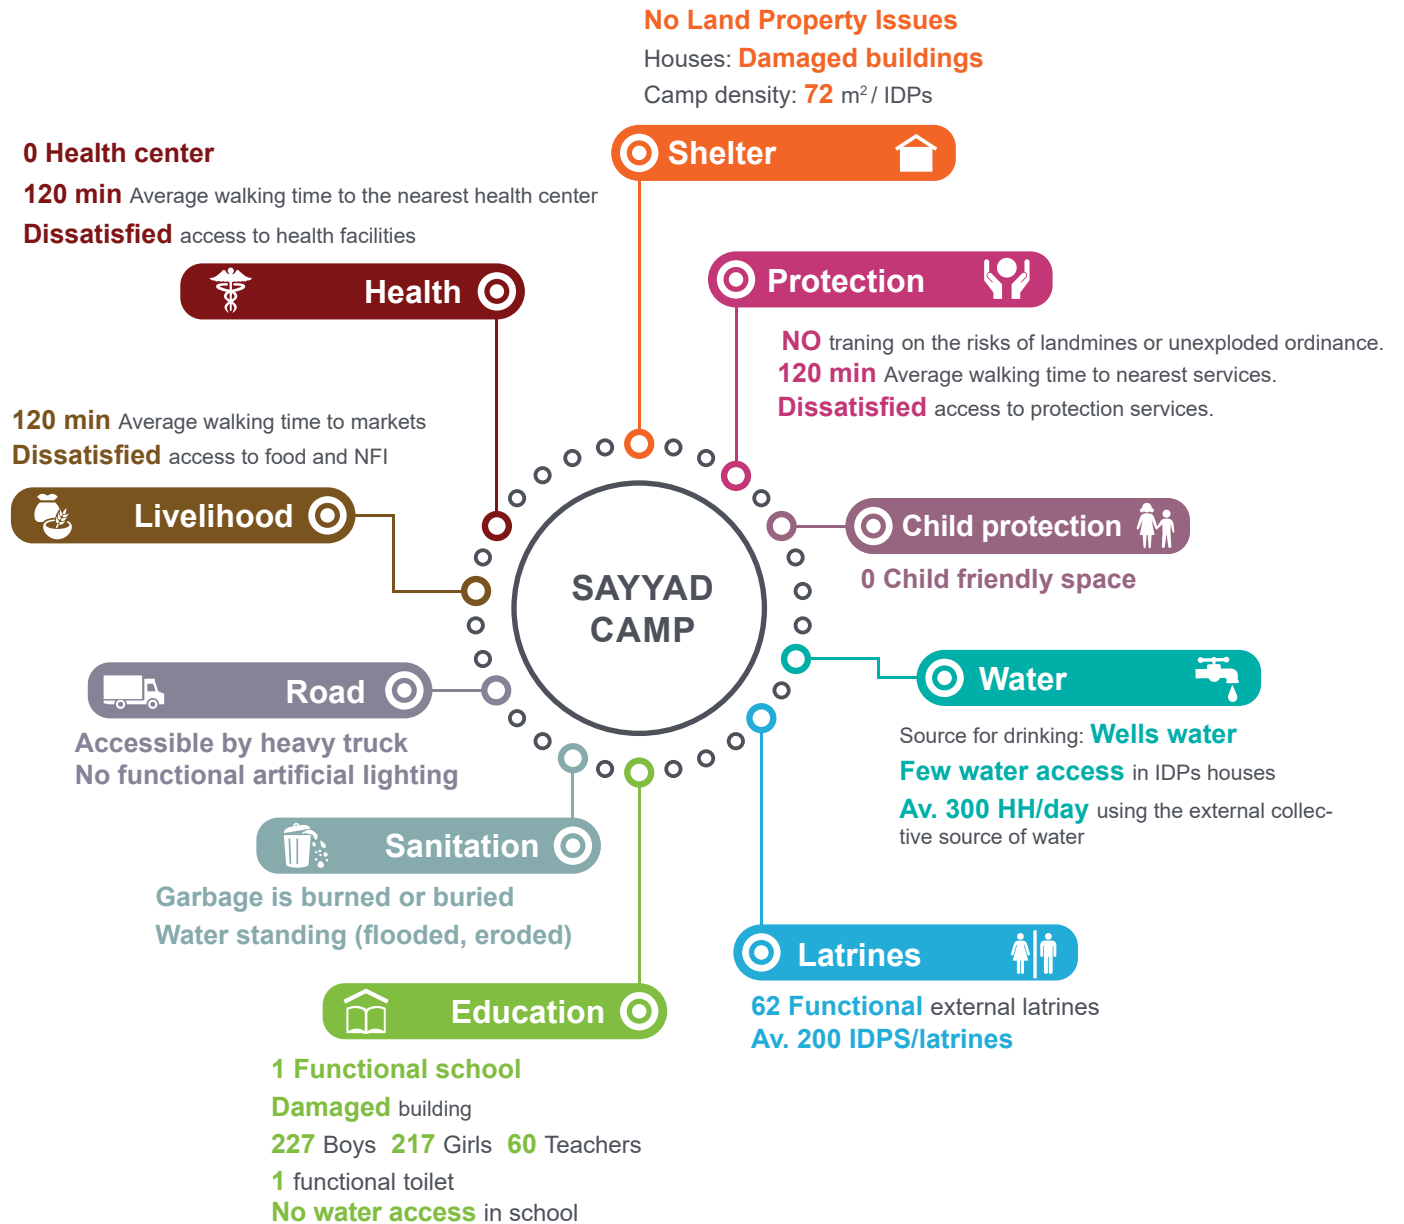 No Land Property Issues
Houses: Damaged buildings
Camp density: 72 m²/ IDPs
Shelter
0 Health center
120 min Average walking time to the nearest health center
Dissatisfied access to health facilities
Health
Protection
NO traning on the risks of landmines or unexploded ordinance.
120 min Average walking time to nearest services.
Dissatisfied access to protection services.
120 min Average walking time to markets
Dissatisfied access to food and NFI
Livelihood
Child protection
0 Child friendly space
SAYYAD
CAMP
Road
Accessible by heavy truck
No functional artificial lighting
Water
Source for drinking: Wells water
Few water access in IDPs houses
Av. 300 HH/day using the external collec-
tive source of water
Sanitation
Garbage is burned or buried
Water standing (flooded, eroded)
Latrines
62 Functional external latrines
Av. 200 IDPS/latrines
Education
1 Functional school
Damaged building
227 Boys 217 Girls 60 Teachers
1 functional toilet
No water access in school